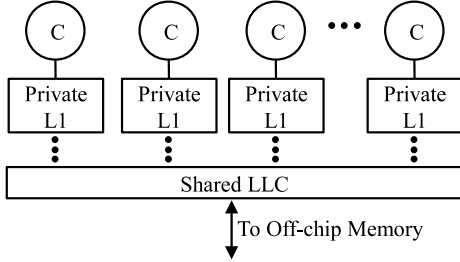 C C C C
Private Private Private Private
L1 L1 L1 L1
Shared LLC
To Off-chip Memory